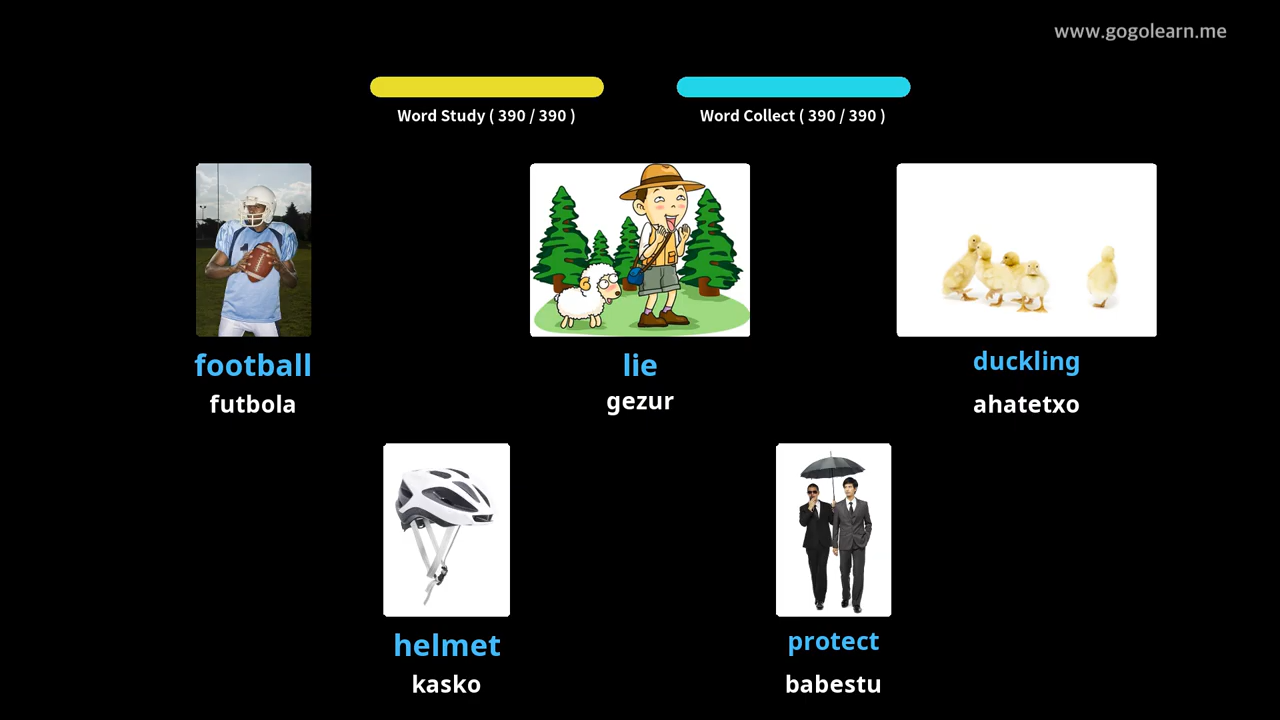 www.gogolearn.me
Word Study ( 390 / 390 )
Word Collect ( 390 / 390 )
football
futbola
lie
gezur
duckling
ahatetxo
helmet
kasko
protect
babestu